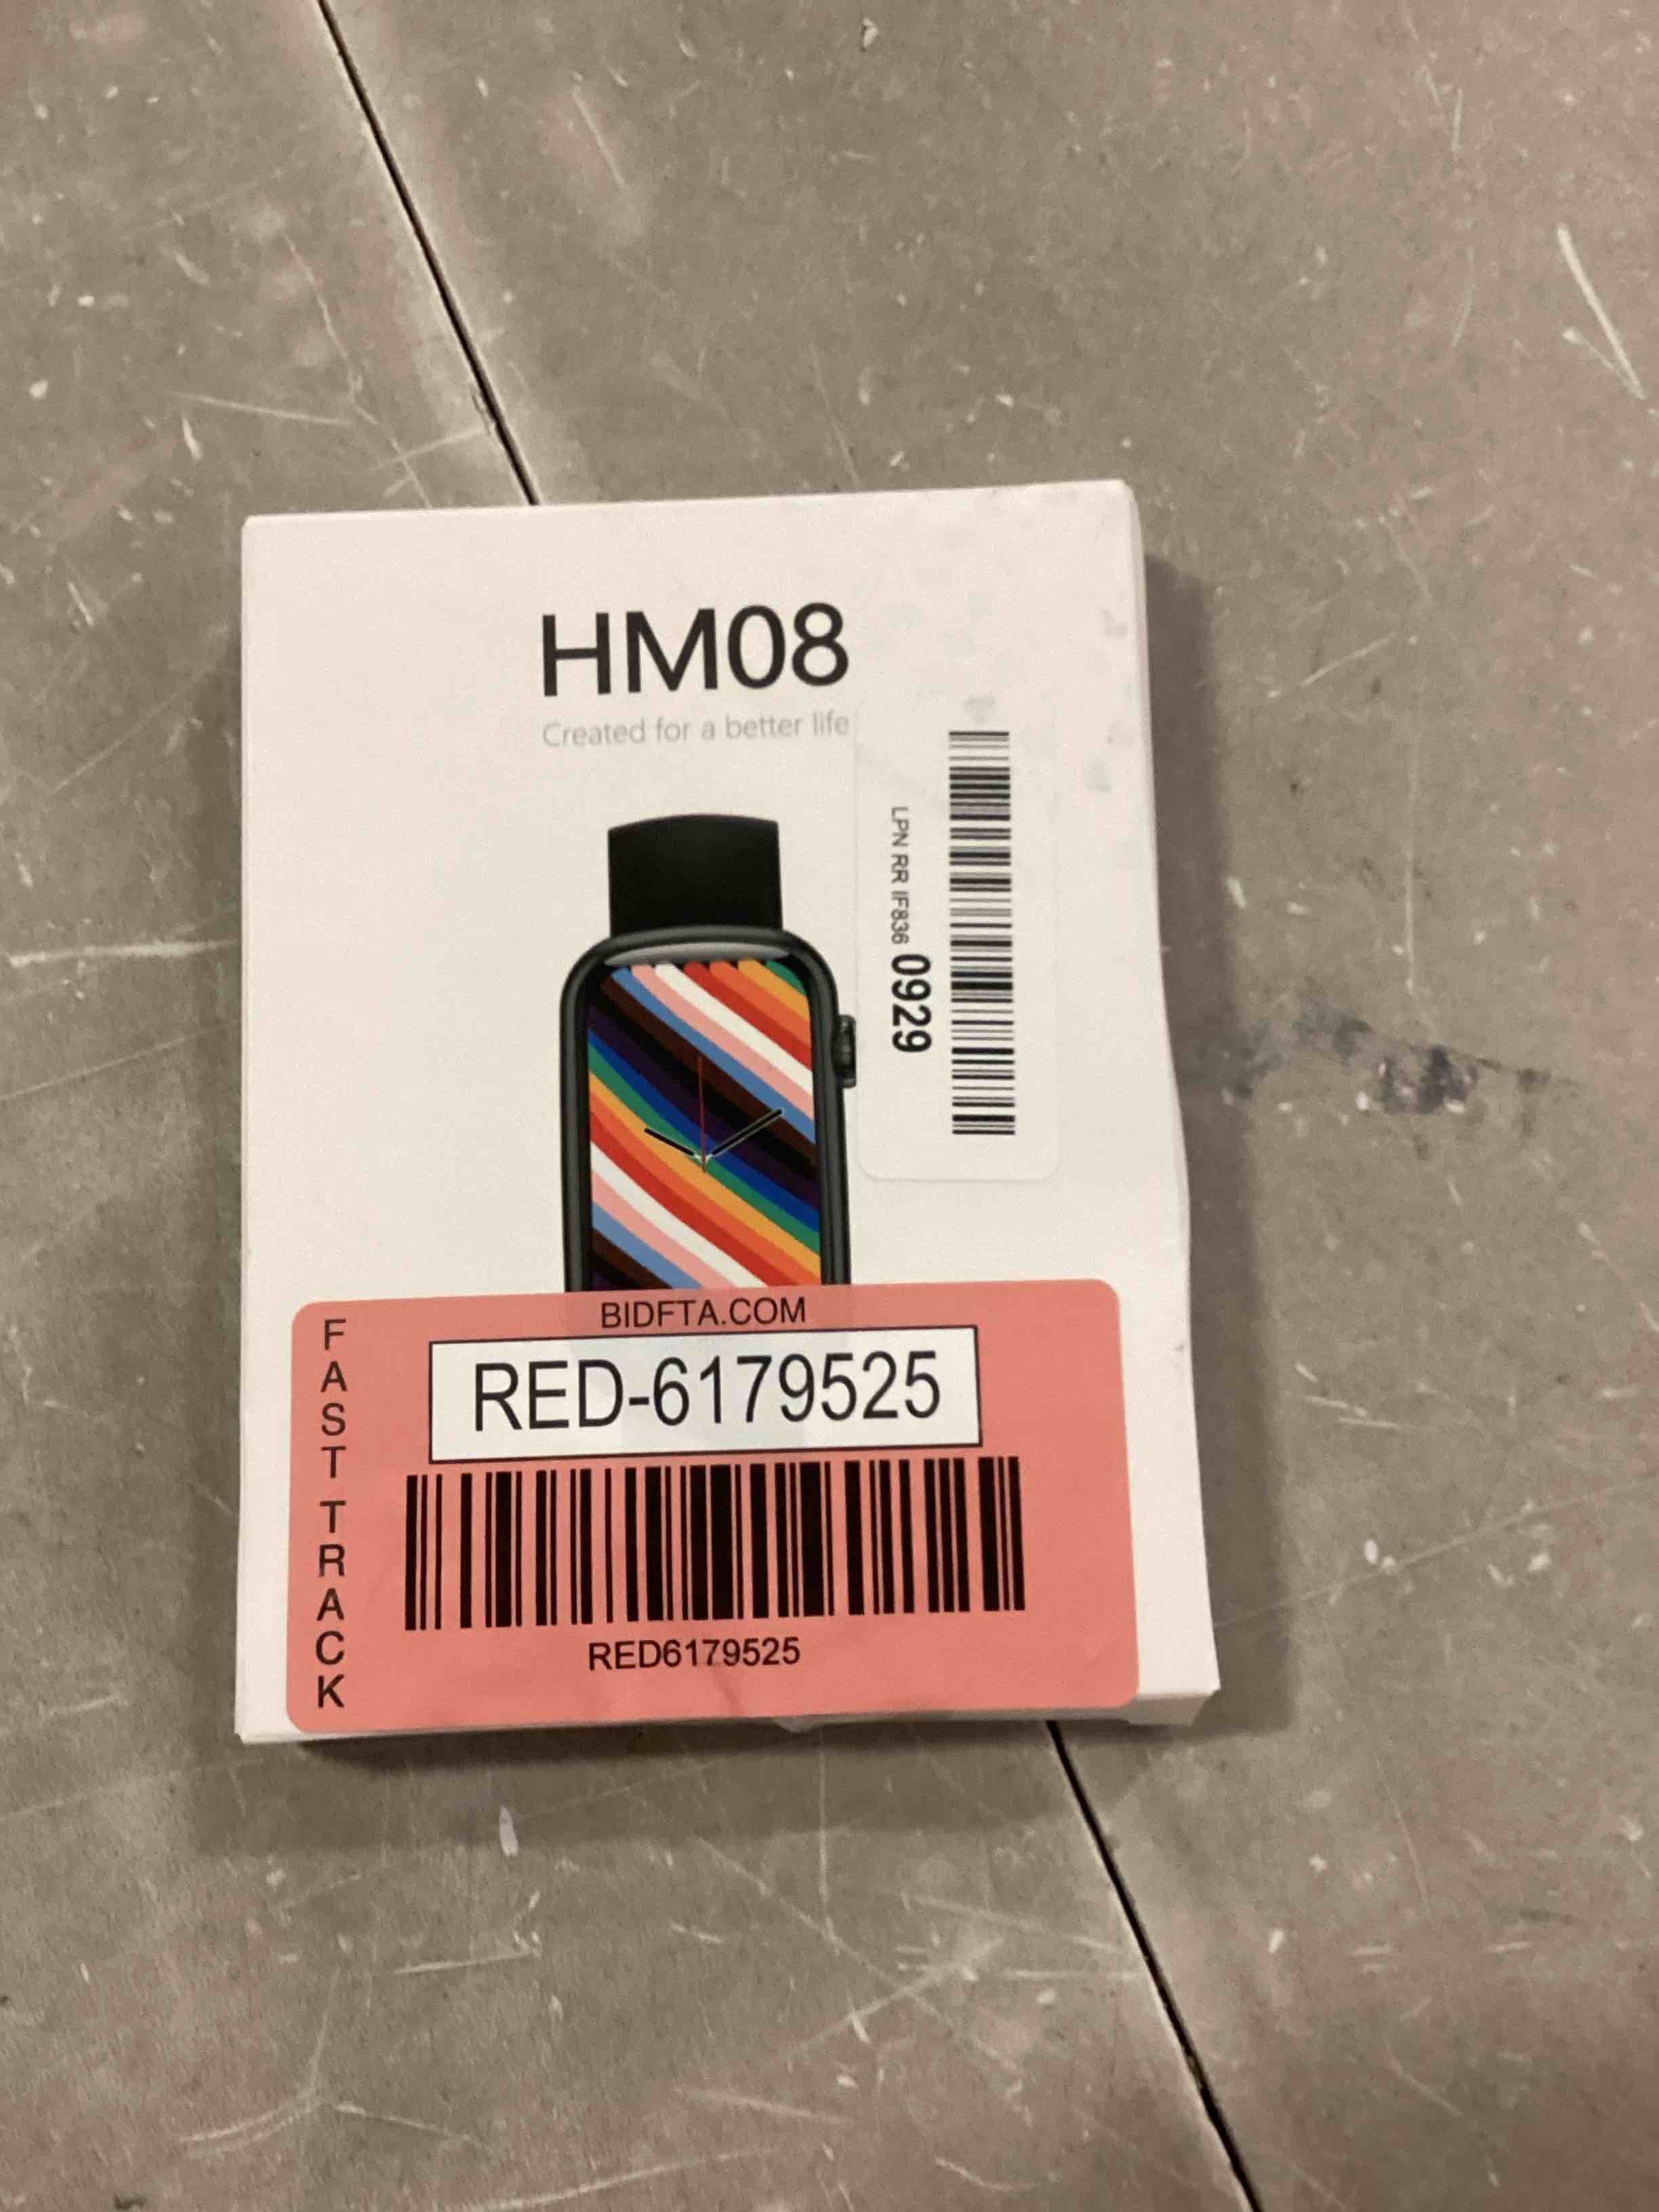 HM08
Created for a better life
LPN RR IF836 0929
BIDFTA.COM
FAST TRACK
RED-6179525
RED6179525